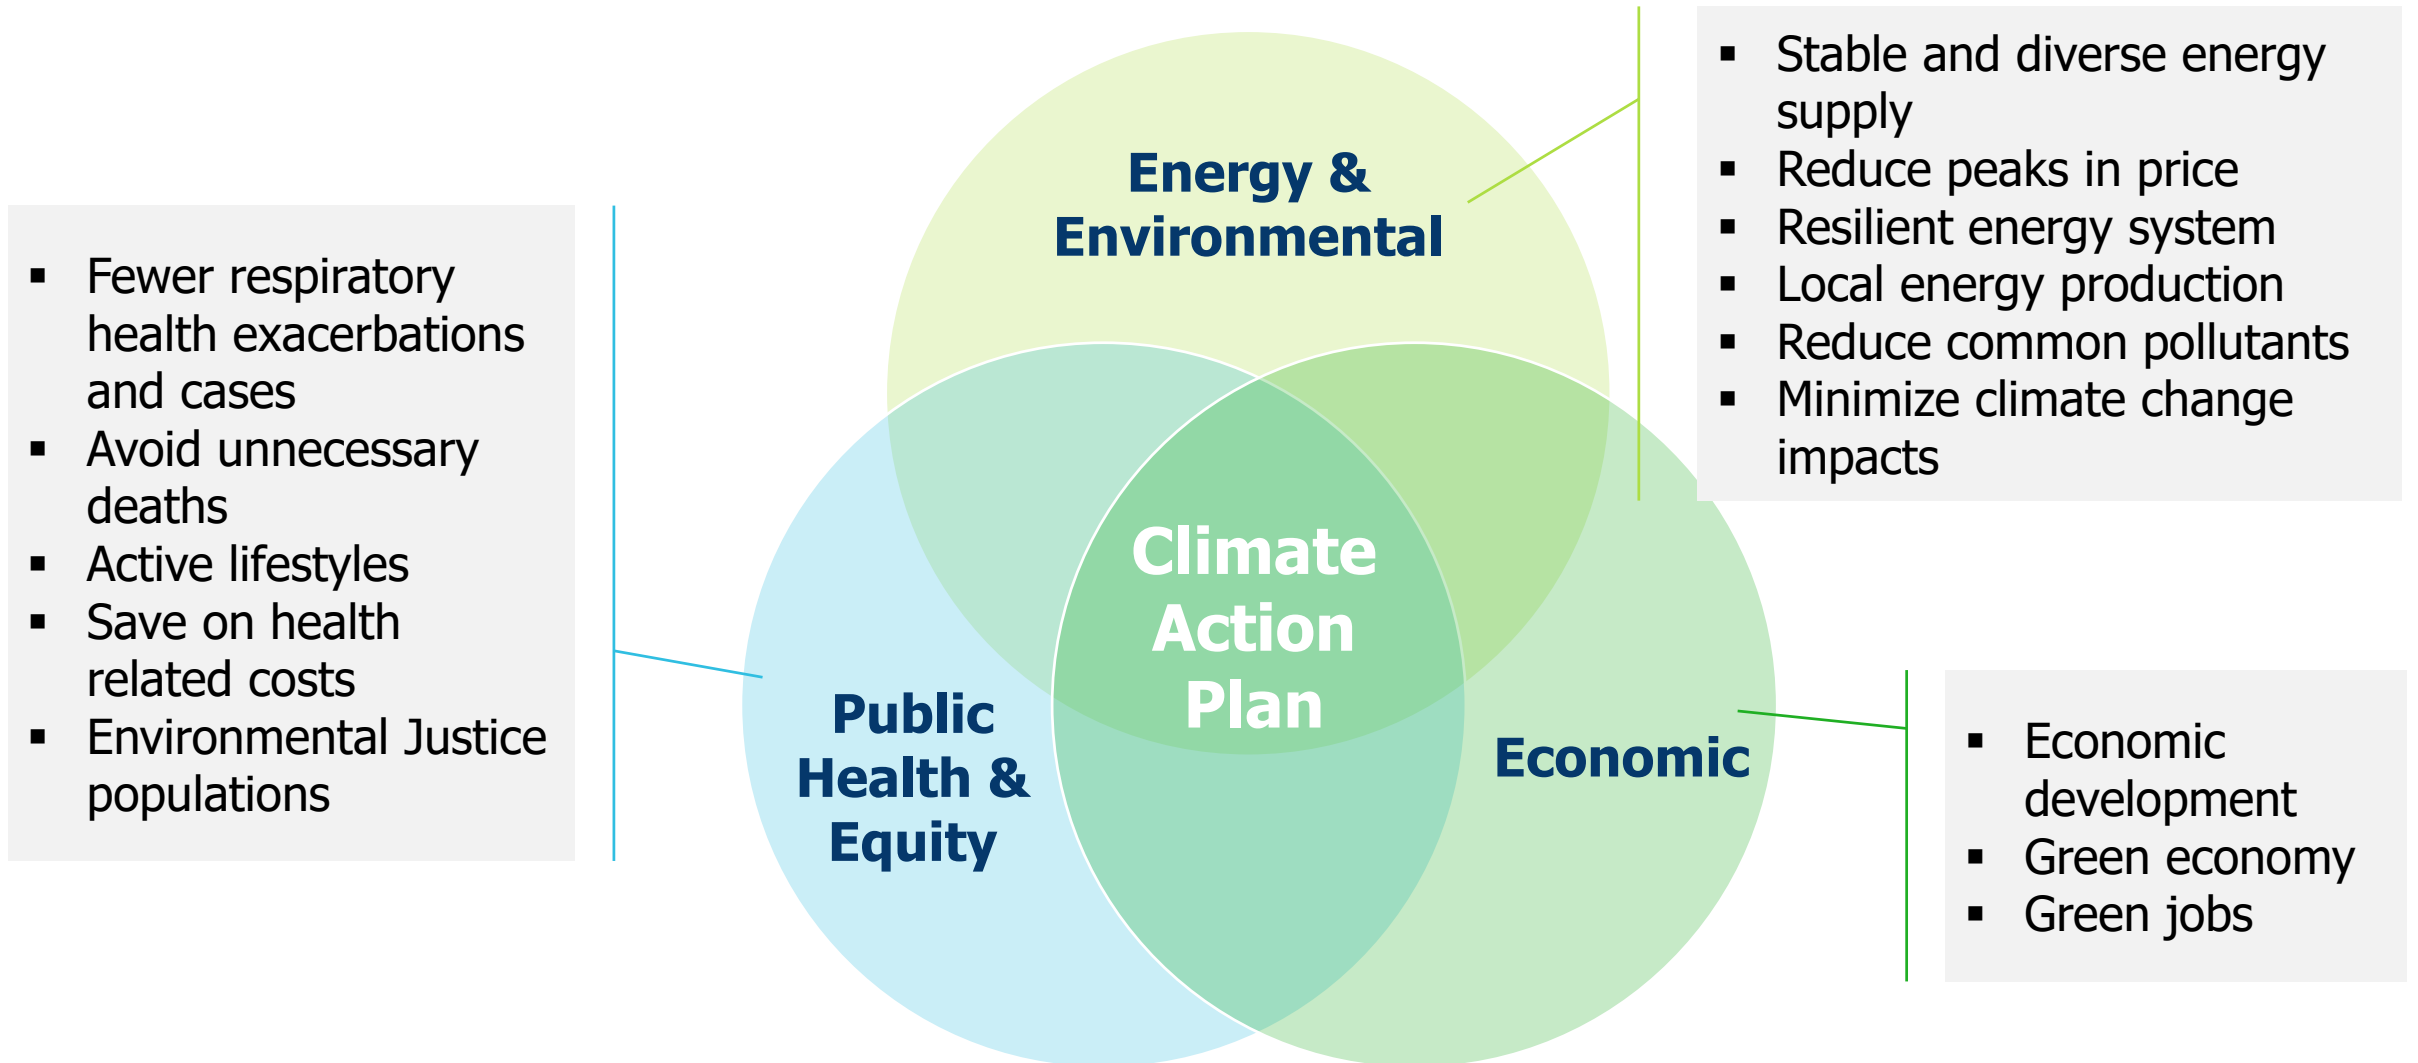 Energy &
Environmental
▪ Stable and diverse energy
supply
▪ Reduce peaks in price
▪ Resilient energy system
▪ Local energy production
▪ Reduce common pollutants
▪ Minimize climate change
impacts
▪ Fewer respiratory
health exacerbations
and cases
▪ Avoid unnecessary
deaths
▪ Active lifestyles
▪ Save on health
related costs
▪ Environmental Justice
populations
Climate
Action
Plan
Public
Health &
Equity
Economic
▪ Economic
development
▪ Green economy
▪ Green jobs